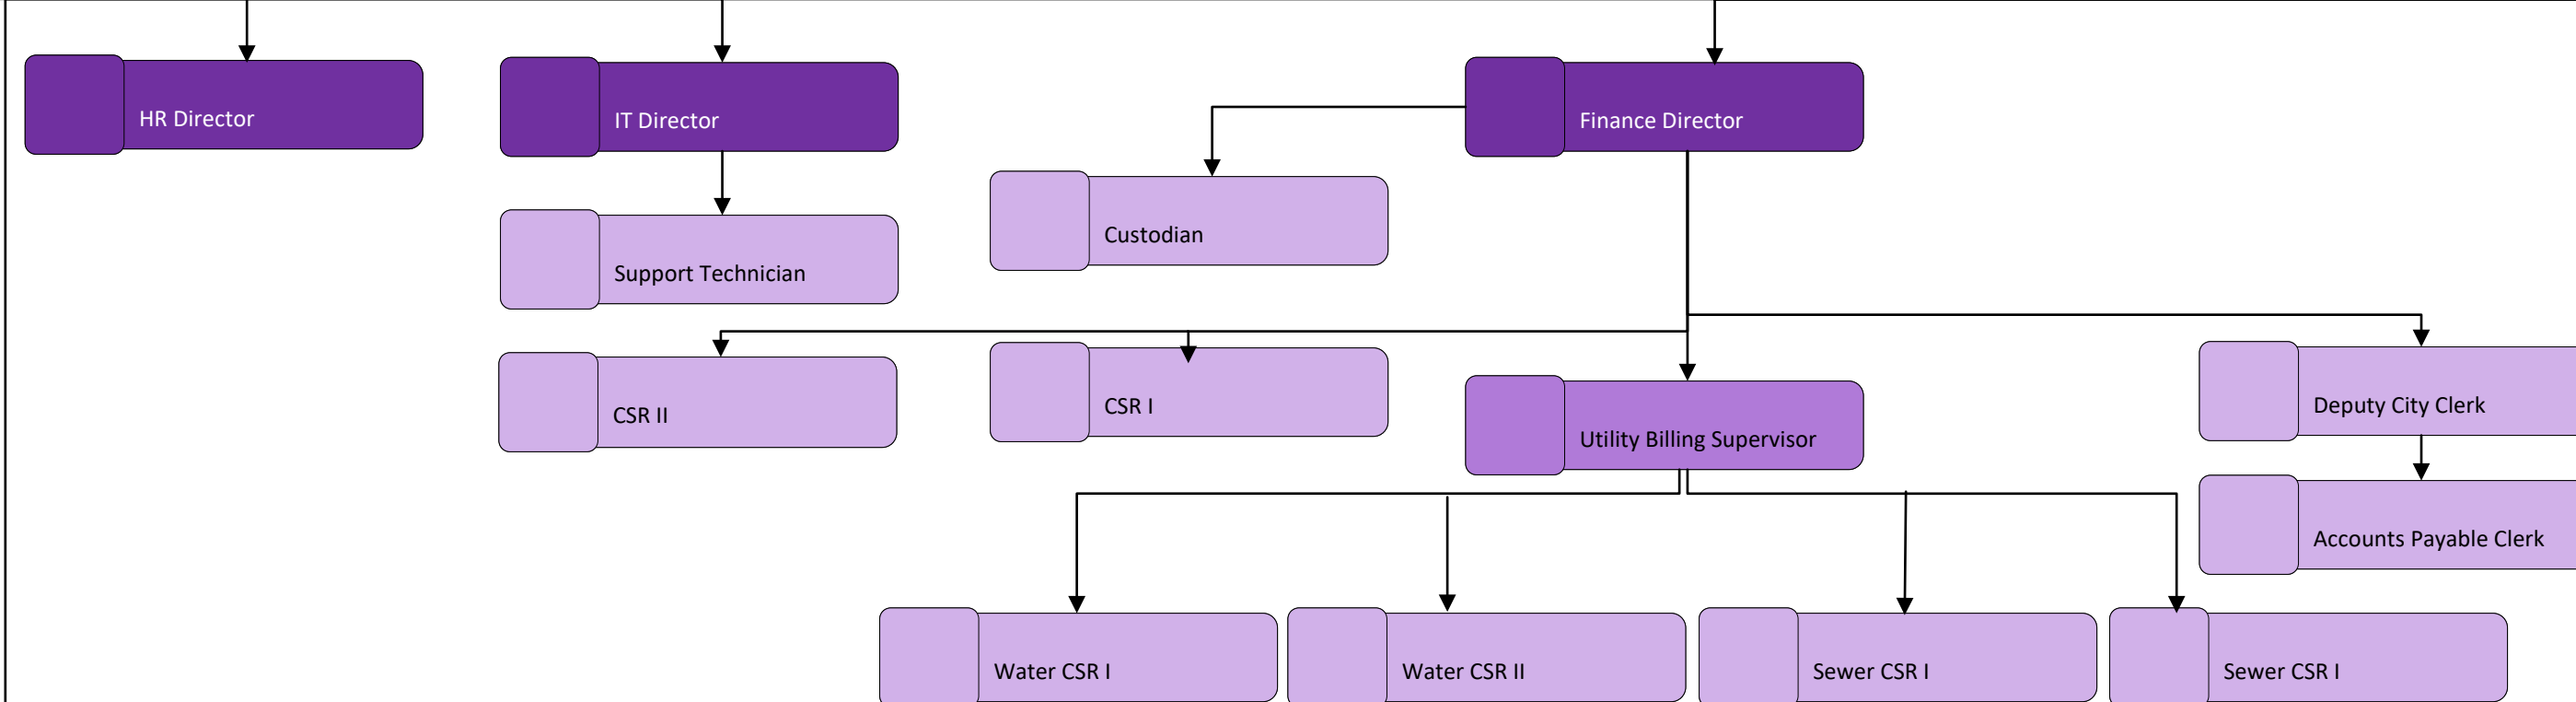 HR Director
IT Director
Finance Director
Custodian
Support Technician
CSR II
CSR I
Utility Billing Supervisor
Deputy City Clerk
Accounts Payable Clerk
Water CSR I
Water CSR II
Sewer CSR I
Sewer CSR I